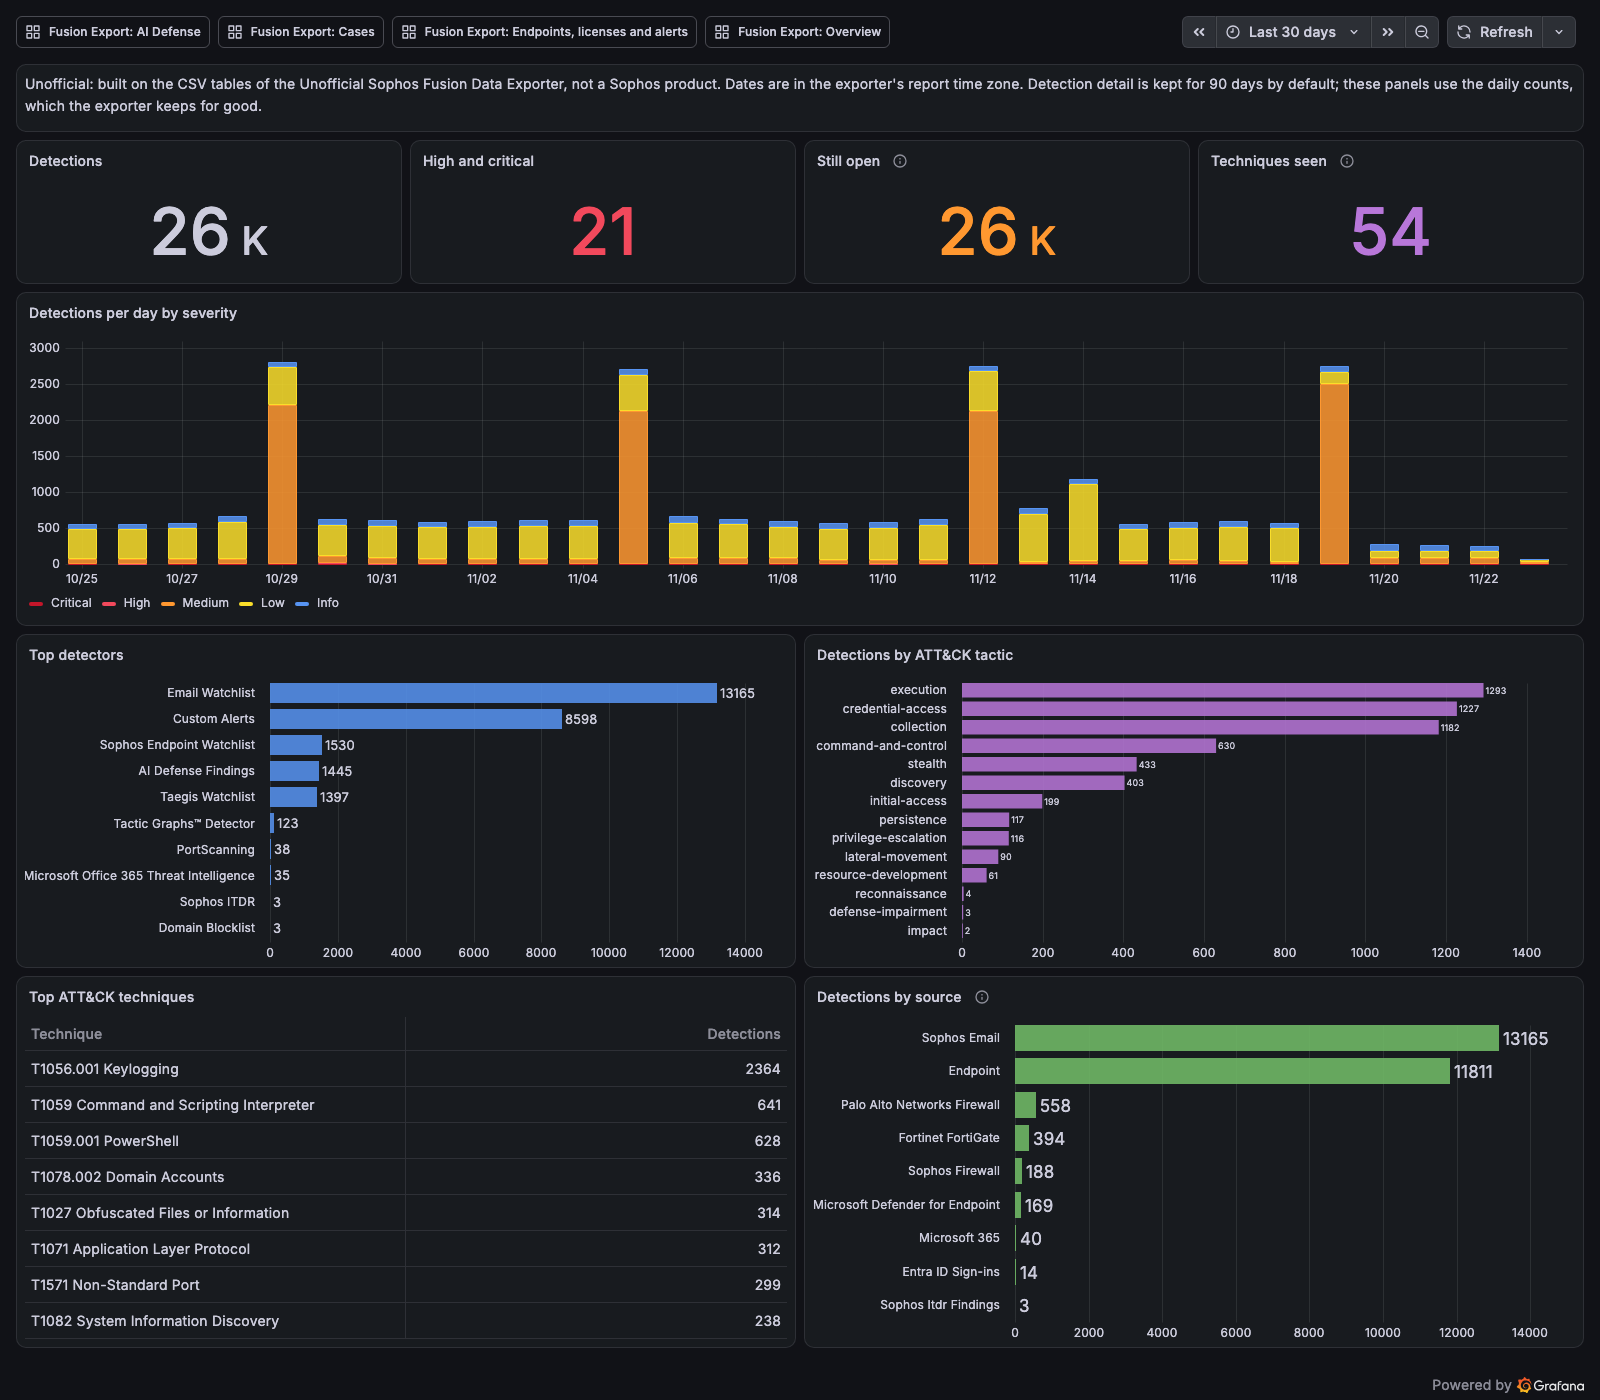 Fusion Export: AI Defense
Fusion Export: Cases
Fusion Export: Endpoints, licenses and alerts
Fusion Export: Overview
Last 30 days
Refresh
Unofficial: built on the CSV tables of the Unofficial Sophos Fusion Data Exporter, not a Sophos product. Dates are in the exporter's report time zone. Detection detail is kept for 90 days by default; these panels use the daily counts,
which the exporter keeps for good.
Detections
26 K
High and critical
21
Still open
26 K
Techniques seen
54
Detections per day by severity
3000
2500
2000
1500
1000
500
0
10/25 10/27 10/29 10/31 11/02 11/04 11/06 11/08 11/10 11/12 11/14 11/16 11/18 11/20 11/22
Critical High Medium Low Info
Top detectors
Email Watchlist 13165
Custom Alerts 8598
Sophos Endpoint Watchlist 1530
AI Defense Findings 1445
Taegis Watchlist 1397
Tactic Graphs™ Detector 123
PortScanning 38
Microsoft Office 365 Threat Intelligence 35
Sophos ITDR 3
Domain Blocklist 3
0 2000 4000 6000 8000 10000 12000 14000
Detections by ATT&CK tactic
execution 1293
credential-access 1227
collection 1182
command-and-control 630
stealth 433
discovery 403
initial-access 199
persistence 117
privilege-escalation 116
lateral-movement 90
resource-development 61
reconnaissance 4
defense-impairment 3
impact 2
0 200 400 600 800 1000 1200 1400
Top ATT&CK techniques
Technique Detections
T1056.001 Keylogging 2364
T1059 Command and Scripting Interpreter 641
T1059.001 PowerShell 628
T1078.002 Domain Accounts 336
T1027 Obfuscated Files or Information 314
T1071 Application Layer Protocol 312
T1571 Non-Standard Port 299
T1082 System Information Discovery 238
Detections by source
Sophos Email 13165
Endpoint 11811
Palo Alto Networks Firewall 558
Fortinet FortiGate 394
Sophos Firewall 188
Microsoft Defender for Endpoint 169
Microsoft 365 40
Entra ID Sign-ins 14
Sophos Itdr Findings 3
0 2000 4000 6000 8000 10000 12000 14000
Powered by Grafana